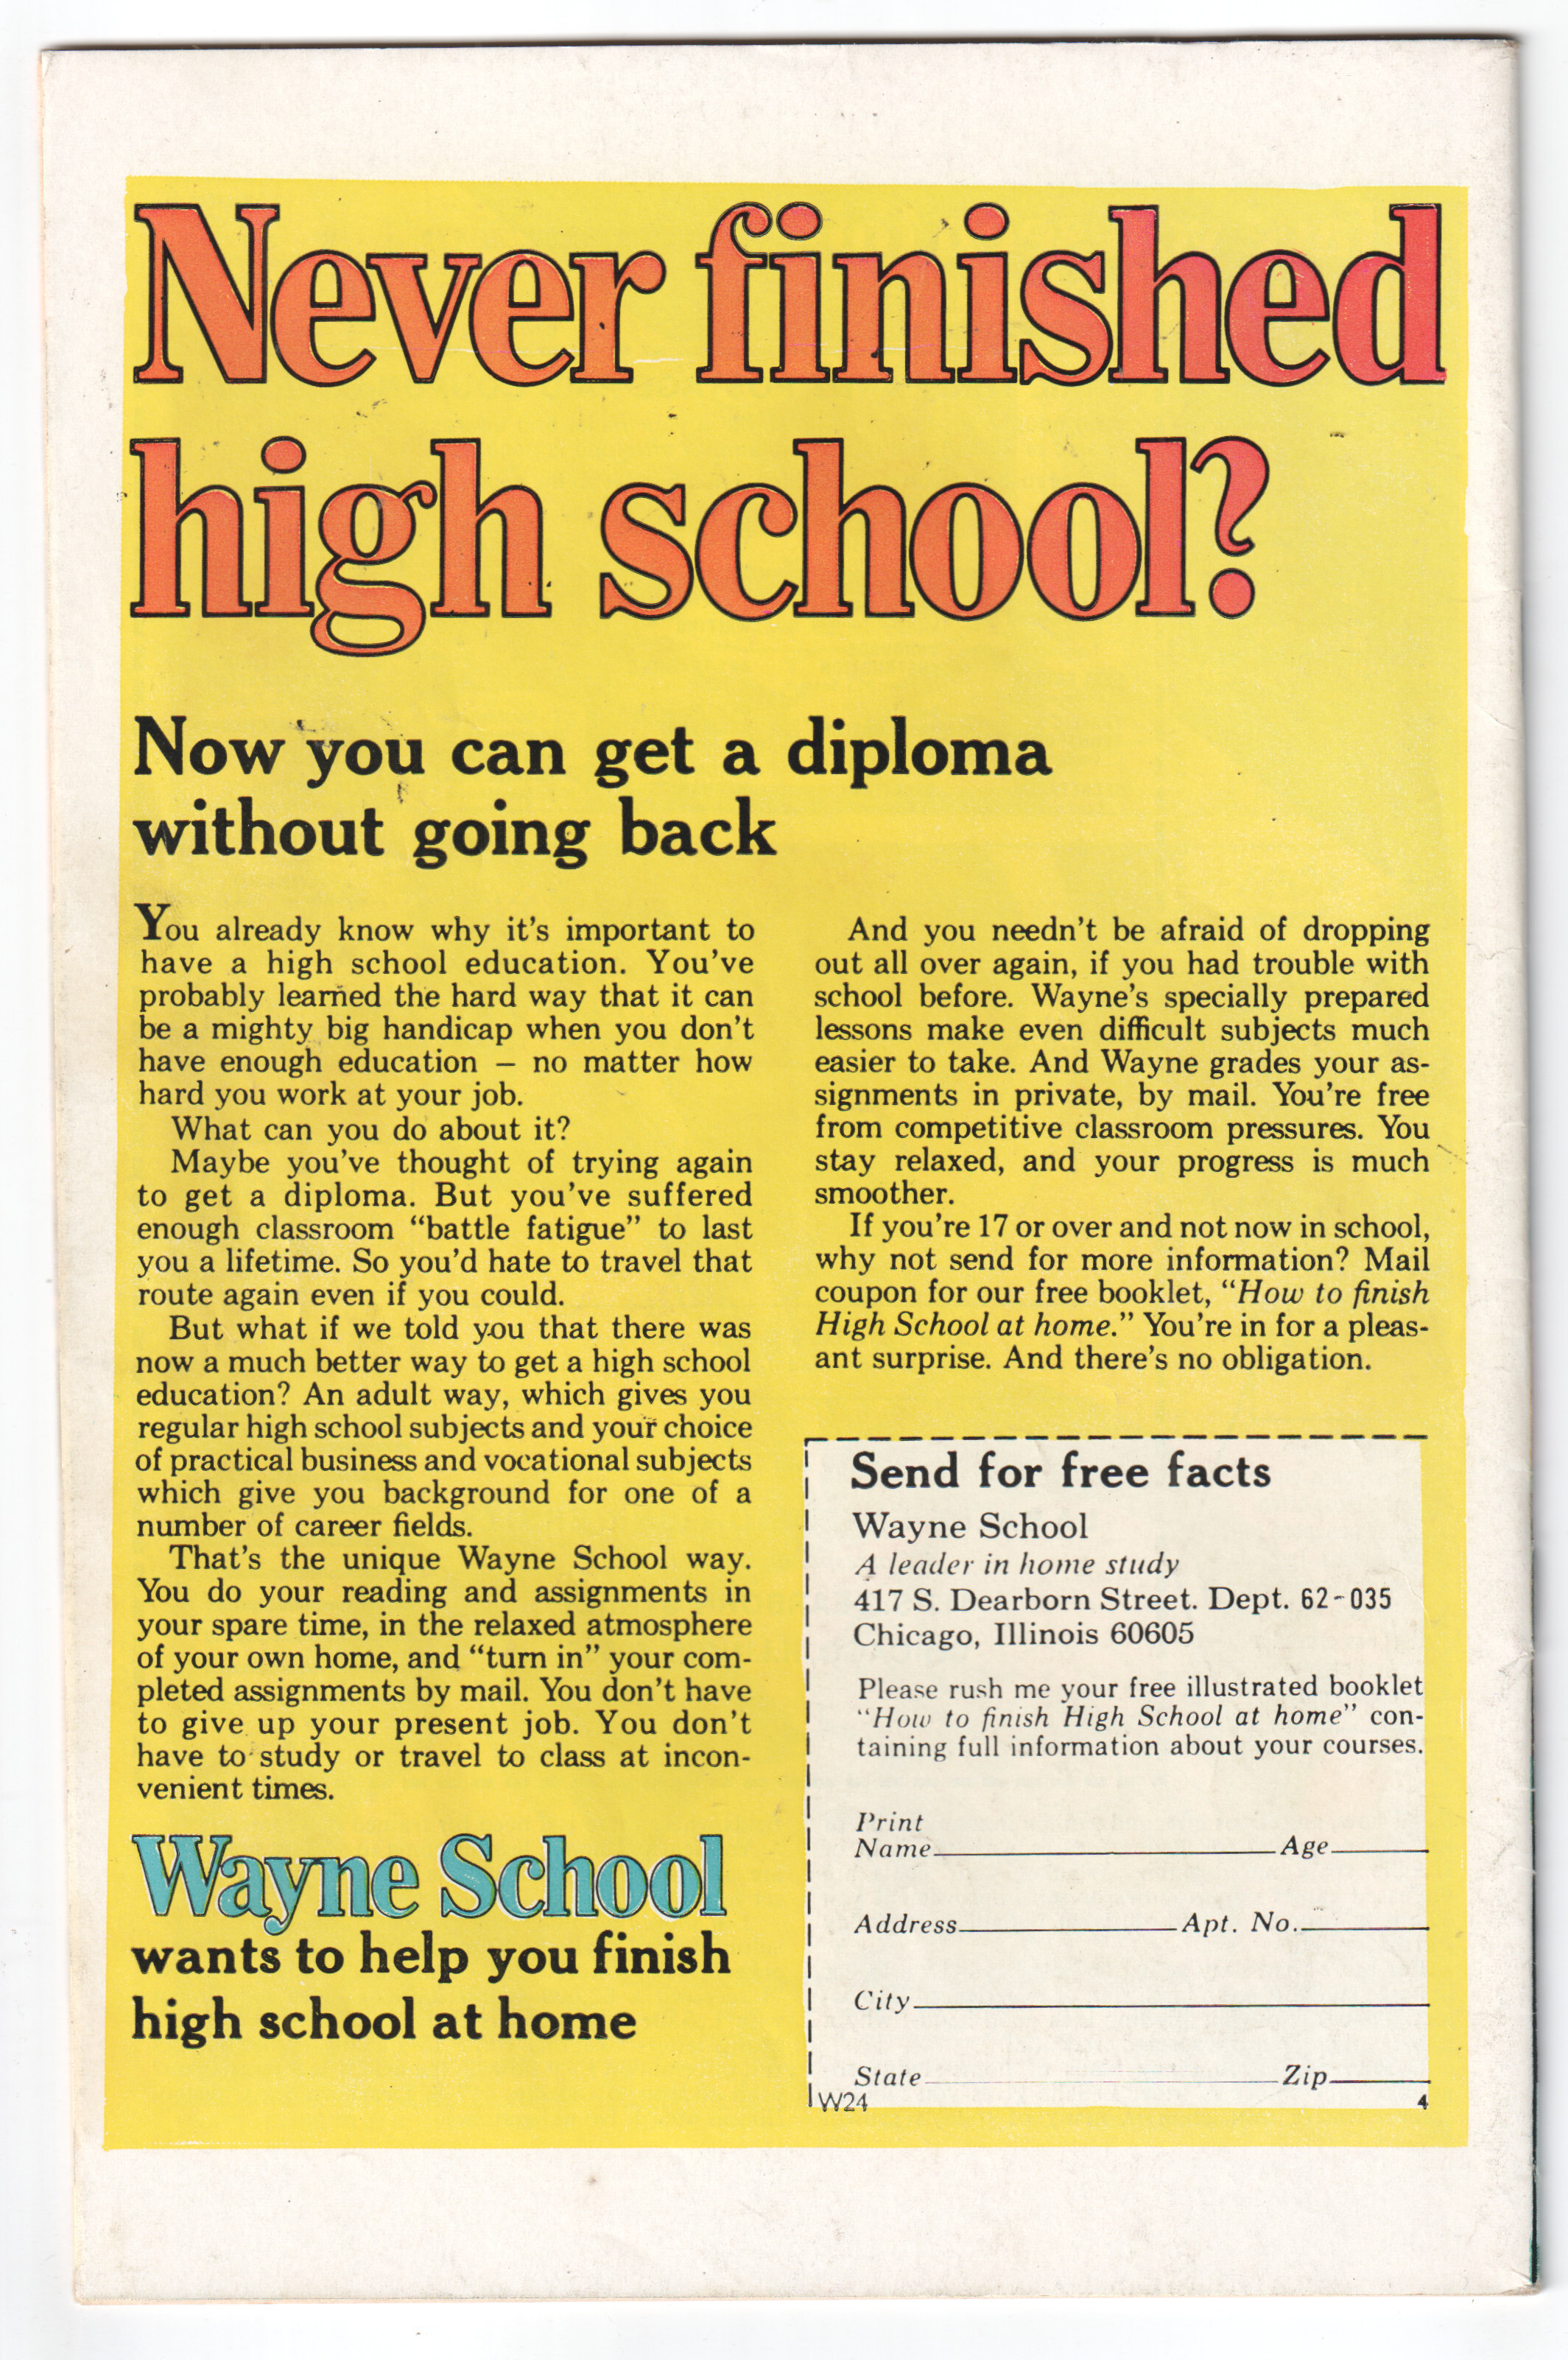 Never finished
high school?
Now you can get a diploma
without going back
You already know why it's important to
have a high school education. You've
probably learned the hard way that it can
be a mighty big handicap when you don't
have enough education – no matter how
hard you work at your job.
What can you do about it?
Maybe you've thought of trying again
to get a diploma. But you've suffered
enough classroom “battle fatigue” to last
you a lifetime. So you'd hate to travel that
route again even if you could.
But what if we told you that there was
now a much better way to get a high school
education? An adult way, which gives you
regular high school subjects and your choice
of practical business and vocational subjects
which give you background for one of a
number of career fields.
That's the unique Wayne School way.
You do your reading and assignments in
your spare time, in the relaxed atmosphere
of your own home, and “turn in” your com-
pleted assignments by mail. You don't have
to give up your present job. You don't
have to study or travel to class at incon-
venient times.
Wayne School
wants to help you finish
high school at home
And you needn't be afraid of dropping
out all over again, if you had trouble with
school before. Wayne's specially prepared
lessons make even difficult subjects much
easier to take. And Wayne grades your as-
signments in private, by mail. You're free
from competitive classroom pressures. You
stay relaxed, and your progress is much
smoother.
If you're 17 or over and not now in school,
why not send for more information? Mail
coupon for our free booklet, “How to finish
High School at home.” You're in for a pleas-
ant surprise. And there's no obligation.
Send for free facts
Wayne School
A leader in home study
417 S. Dearborn Street. Dept. 62-035
Chicago, Illinois 60605
Please rush me your free illustrated booklet
“How to finish High School at home” con-
taining full information about your courses.
Print
Name Age
Address Apt. No.
City
State Zip
W24 4